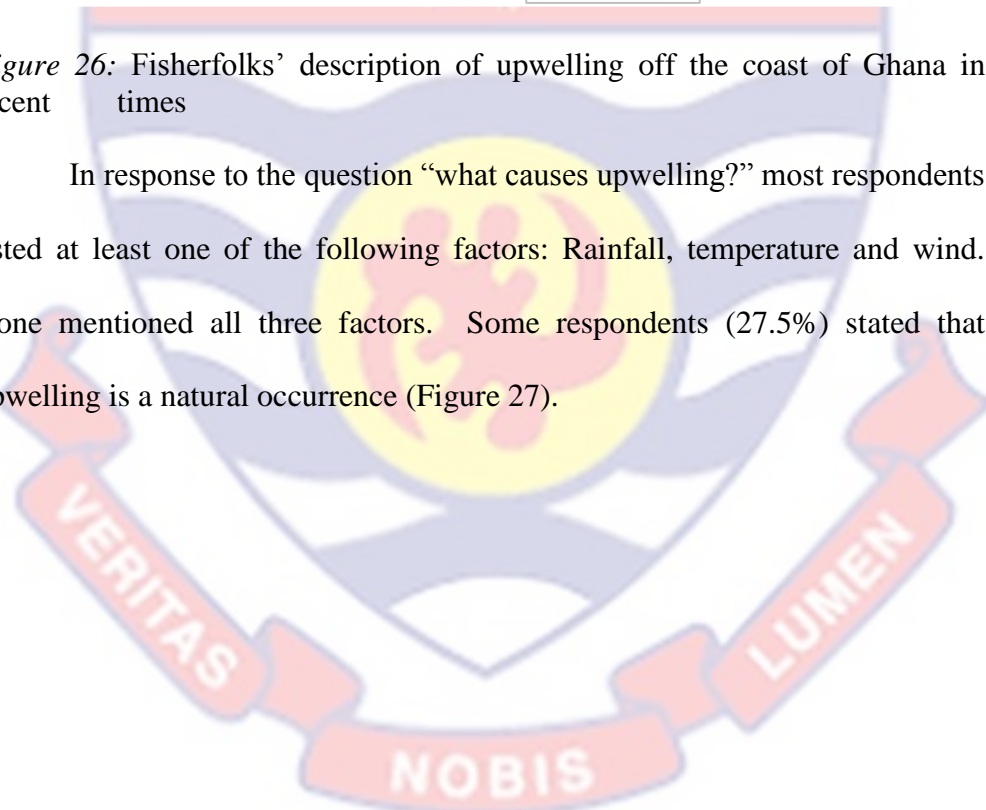 igure 26: Fisherfolks’ description of upwelling off the coast of Ghana in
cent times
In response to the question “what causes upwelling?” most respondents
sted at least one of the following factors: Rainfall, temperature and wind.
one mentioned all three factors. Some respondents (27.5%) stated that
pwelling is a natural occurrence (Figure 27).
VERITAS
NOBIS
LUMEN